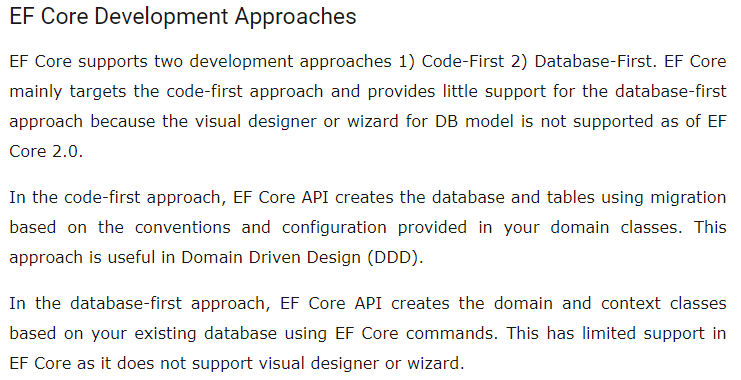 EF Core Development Approaches
EF Core supports two development approaches 1) Code-First 2) Database-First. EF Core
mainly targets the code-first approach and provides little support for the database-first
approach because the visual designer or wizard for DB model is not supported as of EF
Core 2.0.
In the code-first approach, EF Core API creates the database and tables using migration
based on the conventions and configuration provided in your domain classes. This
approach is useful in Domain Driven Design (DDD).
In the database-first approach, EF Core API creates the domain and context classes
based on your existing database using EF Core commands. This has limited support in
EF Core as it does not support visual designer or wizard.